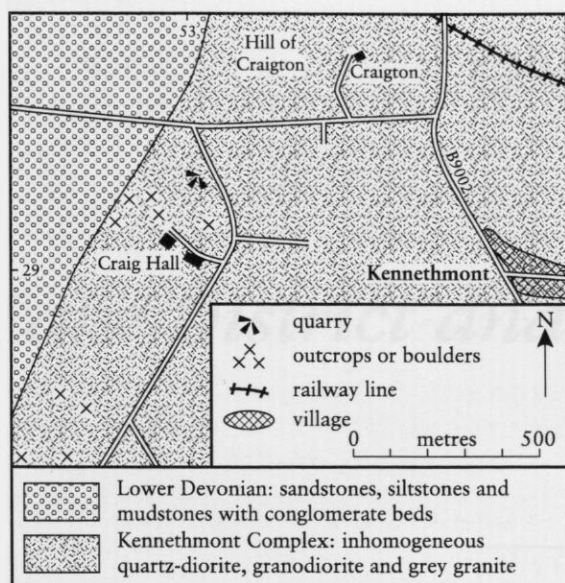 53
Hill of
Craigton
Craigton
B9002
29
Craig Hall
Kennethmont
quarry
outcrops or boulders
railway line
village
N
0 metres 500
Lower Devonian: sandstones, siltstones and
mudstones with conglomerate beds
Kennethmont Complex: inhomogeneous
quartz-diorite, granodiorite and grey granite